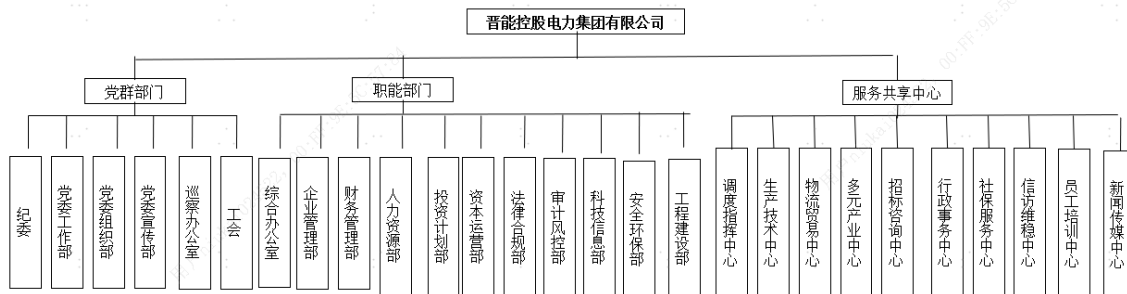 晋能控股电力集团有限公司
党群部门
职能部门
服务共享中心
纪委
党委工作部
党委组织部
党委宣传部
巡察办公室
工会
综合办公室
企业管理部
财务管理部
人力资源部
投资计划部
资本运营部
法律合规部
审计风控部
科技信息部
安全环保部
工程建设部
调度指挥中心
生产技术中心
物流贸易中心
多元产业中心
招标咨询中心
行政事务中心
社保服务中心
信访维稳中心
员工培训中心
新闻传媒中心